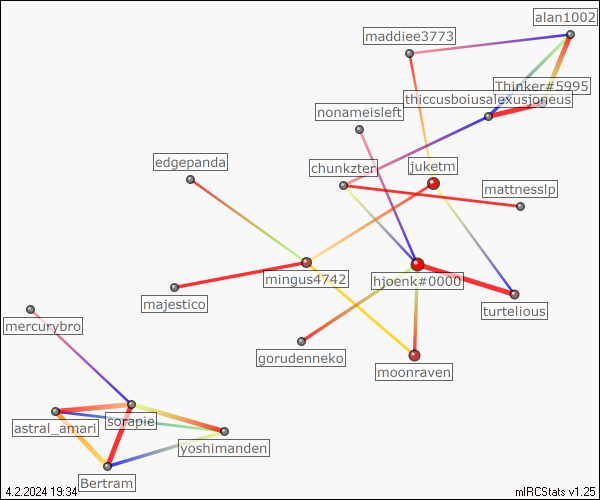 alan1002
maddiee3773
Thinker#5995
thiccusboiusalexusjoneus
nonameisleft
edgepanda
chunkzter
juketm
mattnesslp
mingus4742
hjoenk#0000
majestico
turtelious
mercurybro
gorudenneko
moonraven
astral_amari
sorapie
yoshimanden
Bertram
4.2.2024 19:34
mIRCStats v1.25